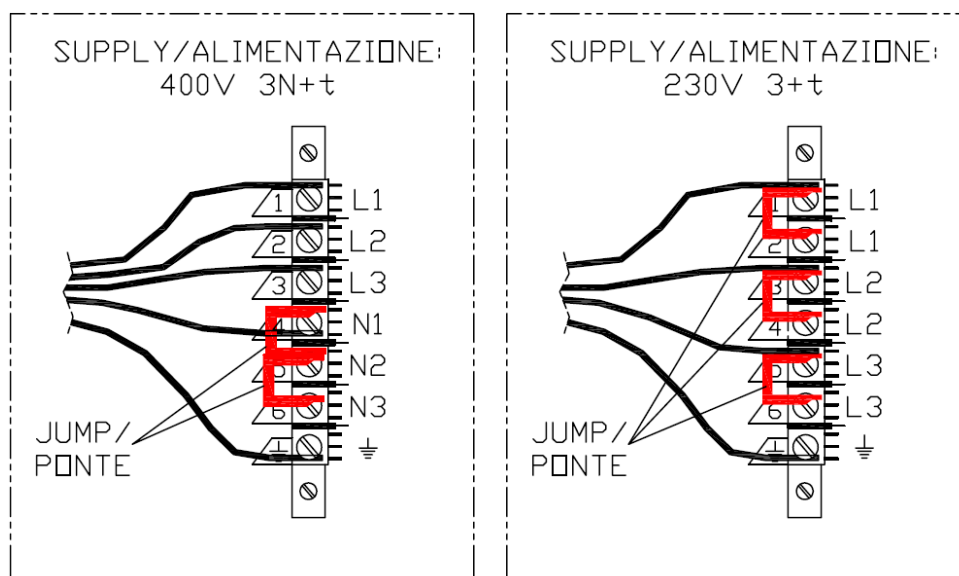 SUPPLY/ALIMENTAZIONE:
400V 3N+t
1 L1
2 L2
3 L3
4 N1
5 N2
6 N3
JUMP/
PONTE
SUPPLY/ALIMENTAZIONE:
230V 3+t
1 L1
2 L1
3 L2
4 L2
5 L3
6 L3
JUMP/
PONTE